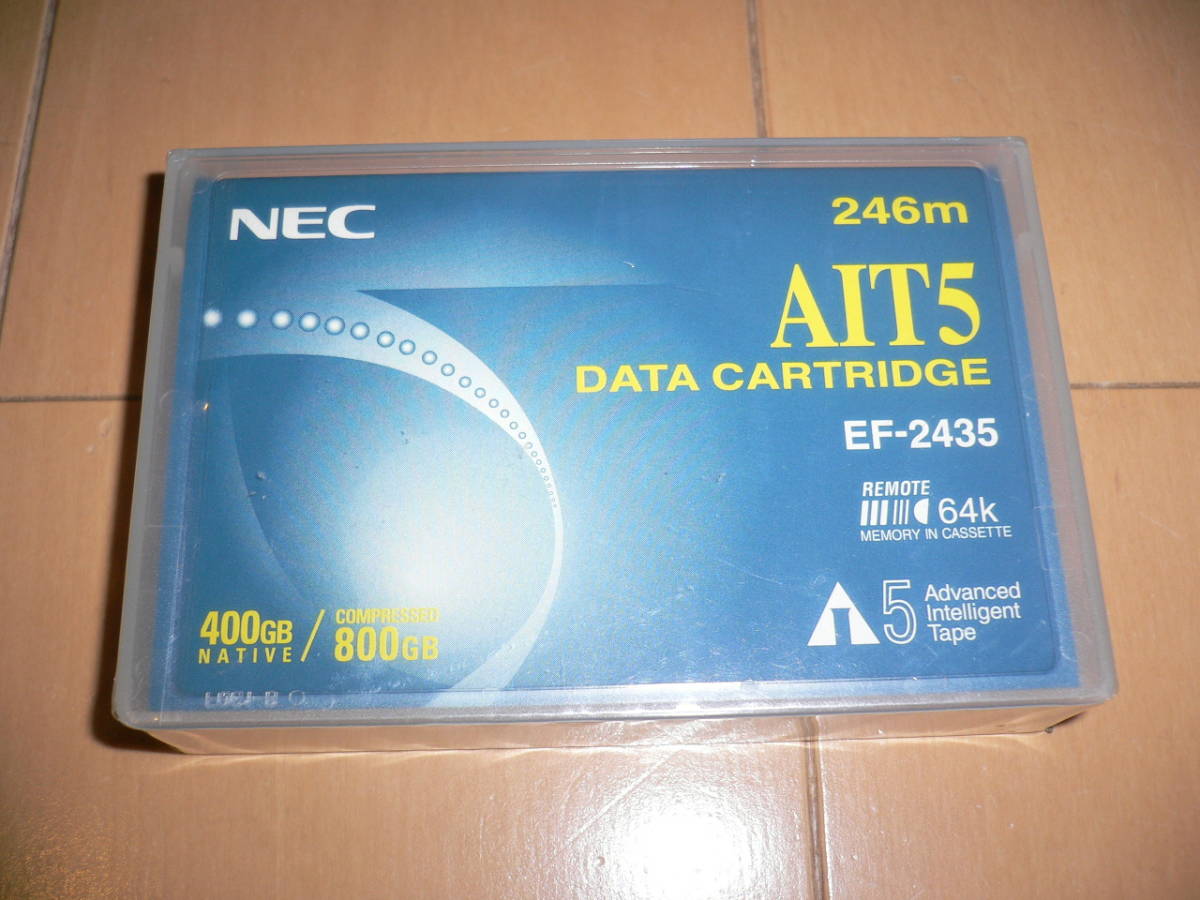 NEC
246m
AIT5
DATA CARTRIDGE
EF-2435
REMOTE
64k
MEMORY IN CASSETTE
5 Advanced
Intelligent
Tape
400GB
NATIVE
/
COMPRESSED
800GB